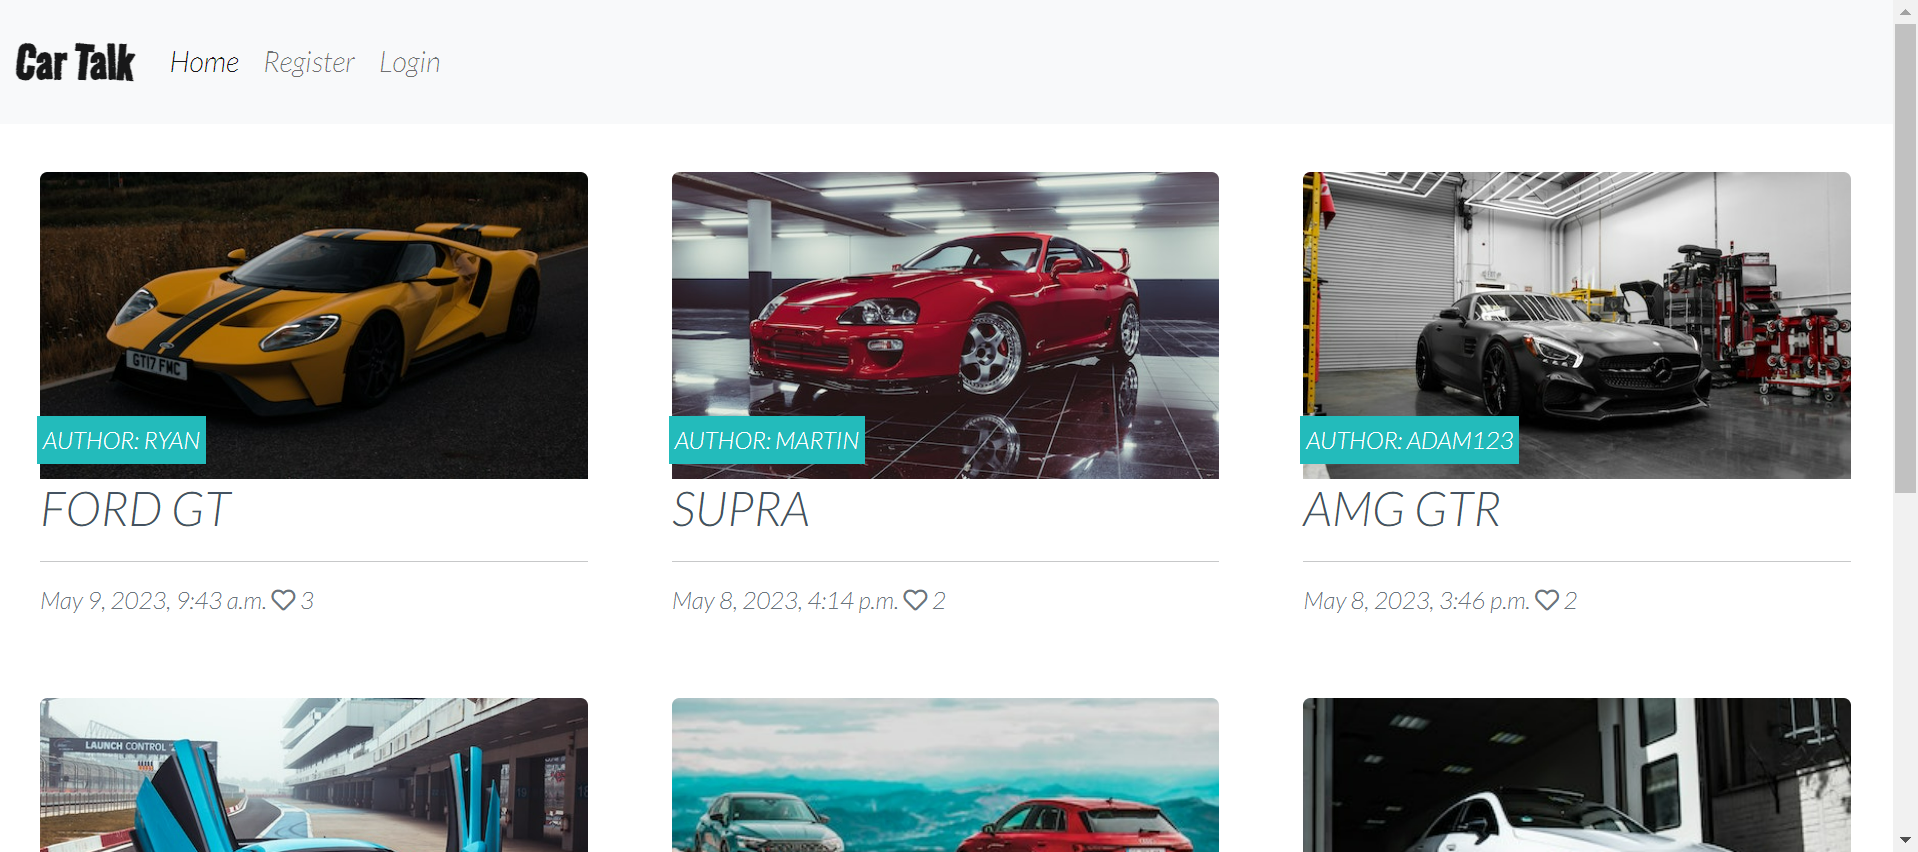 Car Talk
Home
Register
Login
GT17 FMC
AUTHOR: RYAN
AUTHOR: MARTIN
AUTHOR: ADAM123
FORD GT
SUPRA
AMG GTR
May 9, 2023, 9:43 a.m. 3
May 8, 2023, 4:14 p.m. 2
May 8, 2023, 3:46 p.m. 2
LAUNCH CONTROL